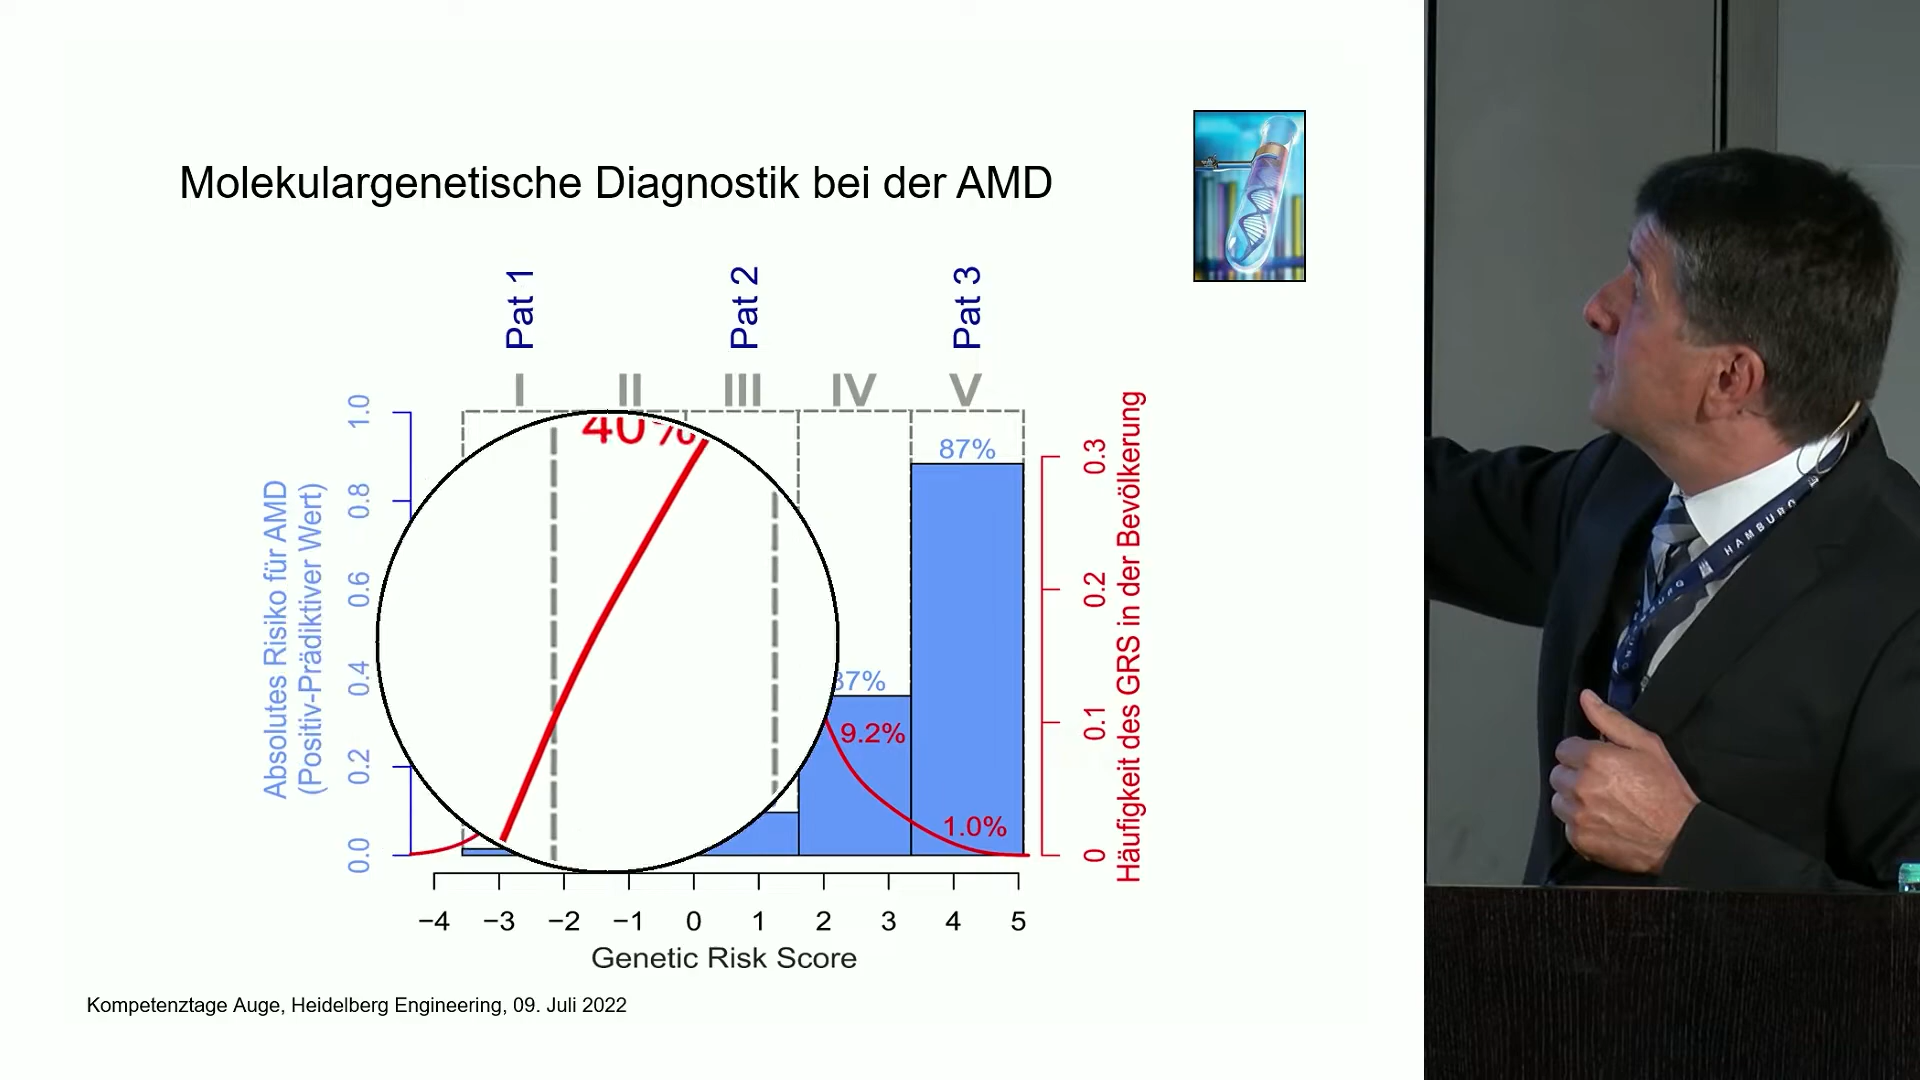 Molekulargenetische Diagnostik bei der AMD
Pat 1
Pat 2
Pat 3
I
II
III
IV
V
Absolutes Risiko für AMD
(Positiv-Prädiktiver Wert)
1.0
0.8
0.6
0.4
0.2
0.0
40%
87%
37%
9.2%
1.0%
0.3
0.2
0.1
0
Häufigkeit des GRS in der Bevölkerung
−4 −3 −2 −1 0 1 2 3 4 5
Genetic Risk Score
Kompetenztage Auge, Heidelberg Engineering, 09. Juli 2022
HAMBURG